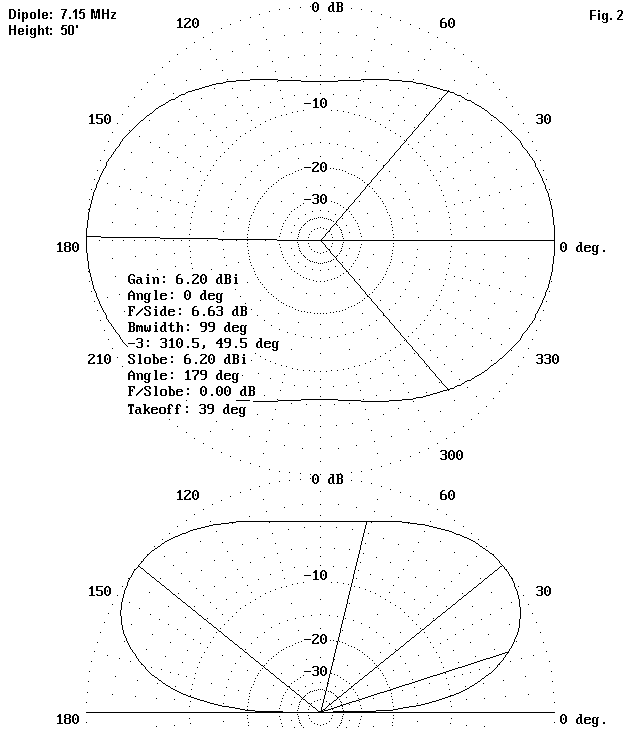 Dipole: 7.15 MHz
Height: 50'
Fig. 2
0 dB
120
60
-10
150
30
-20
-30
180
0 deg.
Gain: 6.20 dBi
Angle: 0 deg
F/Side: 6.63 dB
Bmwidth: 99 deg
-3: 310.5, 49.5 deg
Slobe: 6.20 dBi
Angle: 179 deg
F/Slobe: 0.00 dB
Takeoff: 39 deg
210
330
300
0 dB
120
60
-10
150
30
-20
-30
180
0 deg.